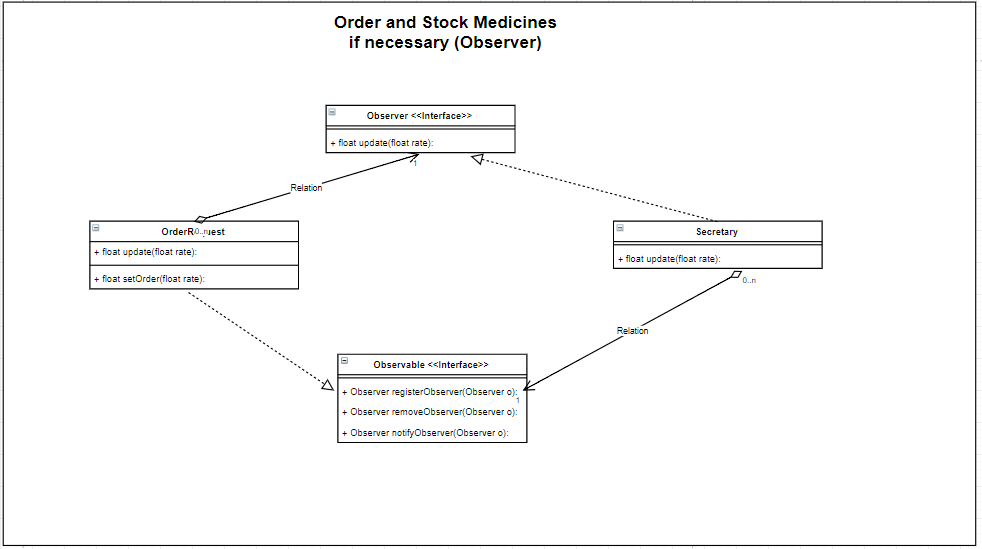 Order and Stock Medicines
if necessary (Observer)
Observer <<Interface>>
+ float update(float rate):
1
Relation
0..n
+ float update(float rate):
+ float setOrder(float rate):
Secretary
+ float update(float rate):
0..n
Relation
Observable <<Interface>>
+ Observer registerObserver(Observer o):
1
+ Observer removeObserver(Observer o):
+ Observer notifyObserver(Observer o):